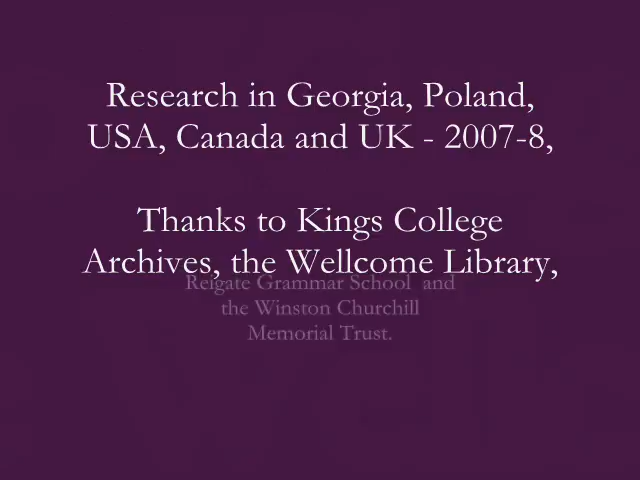 Research in Georgia, Poland,
USA, Canada and UK - 2007-8,
Thanks to Kings College
Archives, the Wellcome Library,
Reigate Grammar School and
the Winston Churchill
Memorial Trust.